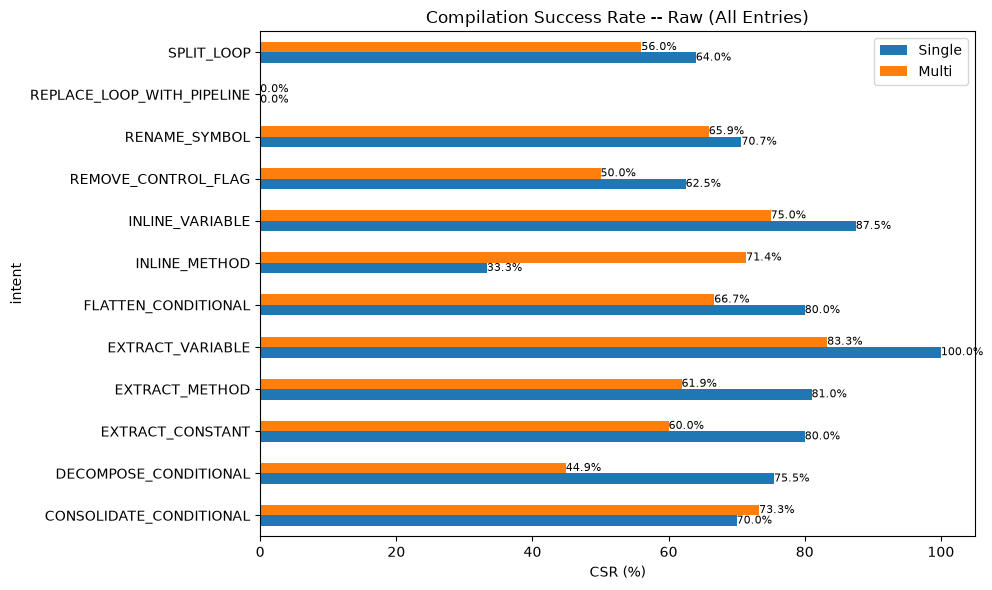 Compilation Success Rate -- Raw (All Entries)
Single
Multi
SPLIT_LOOP
56.0%
64.0%
REPLACE_LOOP_WITH_PIPELINE
0.0%
0.0%
RENAME_SYMBOL
65.9%
70.7%
REMOVE_CONTROL_FLAG
50.0%
62.5%
INLINE_VARIABLE
75.0%
87.5%
INLINE_METHOD
71.4%
33.3%
FLATTEN_CONDITIONAL
66.7%
80.0%
EXTRACT_VARIABLE
83.3%
100.0%
EXTRACT_METHOD
61.9%
81.0%
EXTRACT_CONSTANT
60.0%
80.0%
DECOMPOSE_CONDITIONAL
44.9%
75.5%
CONSOLIDATE_CONDITIONAL
73.3%
70.0%
intent
0 20 40 60 80 100
CSR (%)